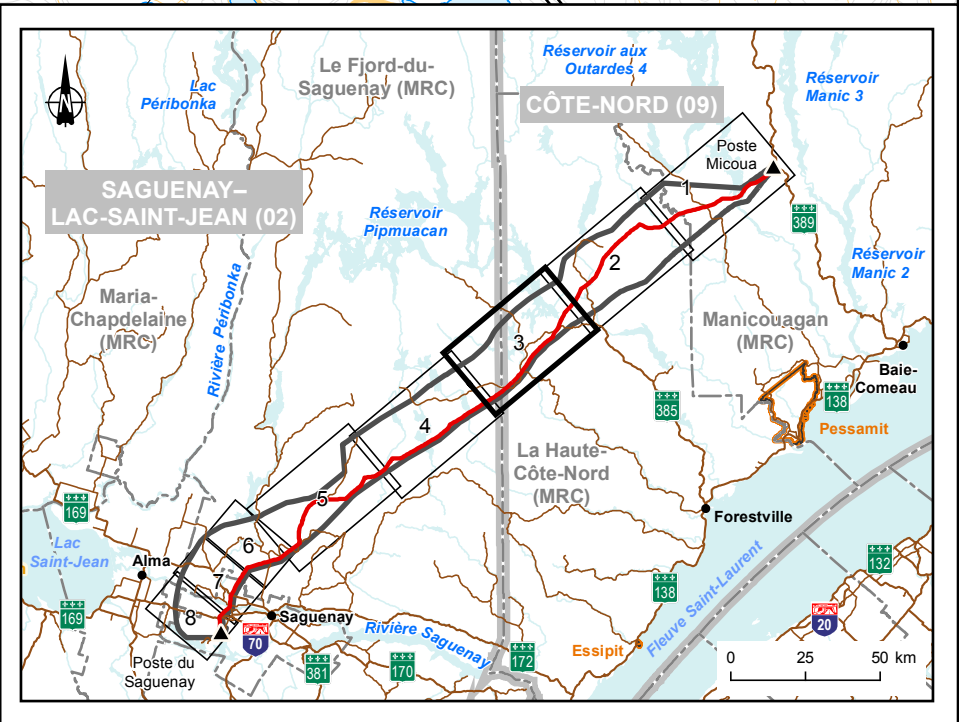 Réservoir aux
Outardes 4
Le Fjord-du-
Saguenay (MRC)
Réservoir
Manic 3
Lac
Péribonka
N
CÔTE-NORD (09)
Poste
Micoua
SAGUENAY–
LAC-SAINT-JEAN (02)
1
389
Réservoir
Pipmuacan
2
Réservoir
Manic 2
Maria-
Chapdelaine
(MRC)
Rivière Péribonka
Manicouagan
(MRC)
3
Baie-
Comeau
138
385
4
Pessamit
La Haute-
Côte-Nord
(MRC)
5
169
Forestville
Lac
Saint-Jean
6
Alma
7
132
138
169
8
Saguenay
Fleuve Saint-Laurent
20
70
Rivière Saguenay
Essipit
172
Poste du
Saguenay
381
170
0 25 50 km